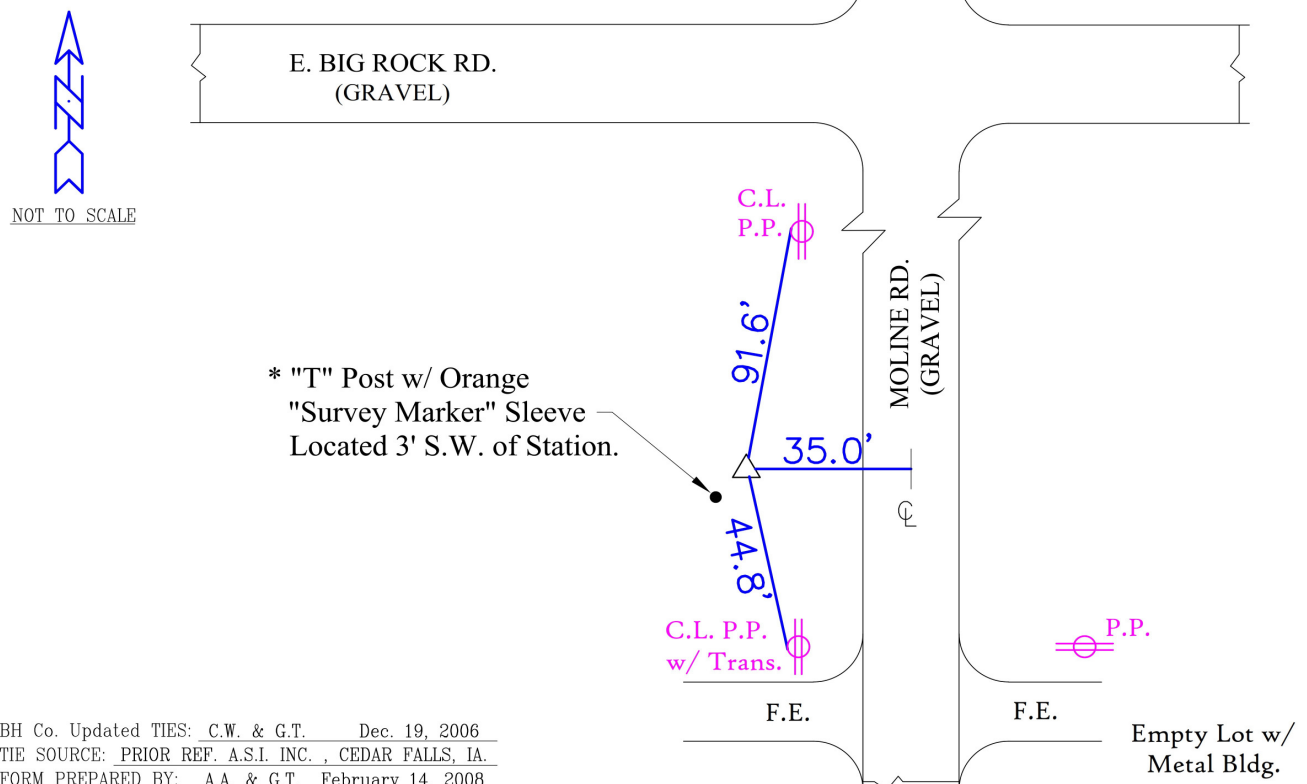 E. BIG ROCK RD.
(GRAVEL)
N
NOT TO SCALE
C.L.
P.P.
MOLINE RD.
(GRAVEL)
91.6'
* "T" Post w/ Orange
"Survey Marker" Sleeve
Located 3' S.W. of Station.
35.0'
℄
44.8'
C.L. P.P.
w/ Trans.
P.P.
F.E.
F.E.
Empty Lot w/
Metal Bldg.
BH Co. Updated TIES: C.W. & G.T. Dec. 19, 2006
TIE SOURCE: PRIOR REF. A.S.I. INC. , CEDAR FALLS, IA.
FORM PREPARED BY: A.A. & G.T. February 14, 2008